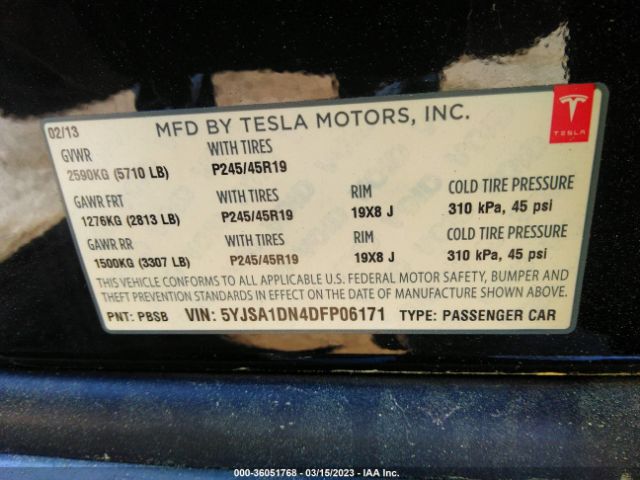 02/13 MFD BY TESLA MOTORS, INC.
TESLA
GVWR WITH TIRES
2590KG (5710 LB) P245/45R19
GAWR FRT WITH TIRES RIM COLD TIRE PRESSURE
1276KG (2813 LB) P245/45R19 19X8 J 310 kPa, 45 psi
GAWR RR WITH TIRES RIM COLD TIRE PRESSURE
1500KG (3307 LB) P245/45R19 19X8 J 310 kPa, 45 psi
THIS VEHICLE CONFORMS TO ALL APPLICABLE U.S. FEDERAL MOTOR SAFETY, BUMPER AND
THEFT PREVENTION STANDARDS IN EFFECT ON THE DATE OF MANUFACTURE SHOWN ABOVE.
PNT: PBSB VIN: 5YJSA1DN4DFP06171 TYPE: PASSENGER CAR
000-36051768 - 03/15/2023 - IAA Inc.